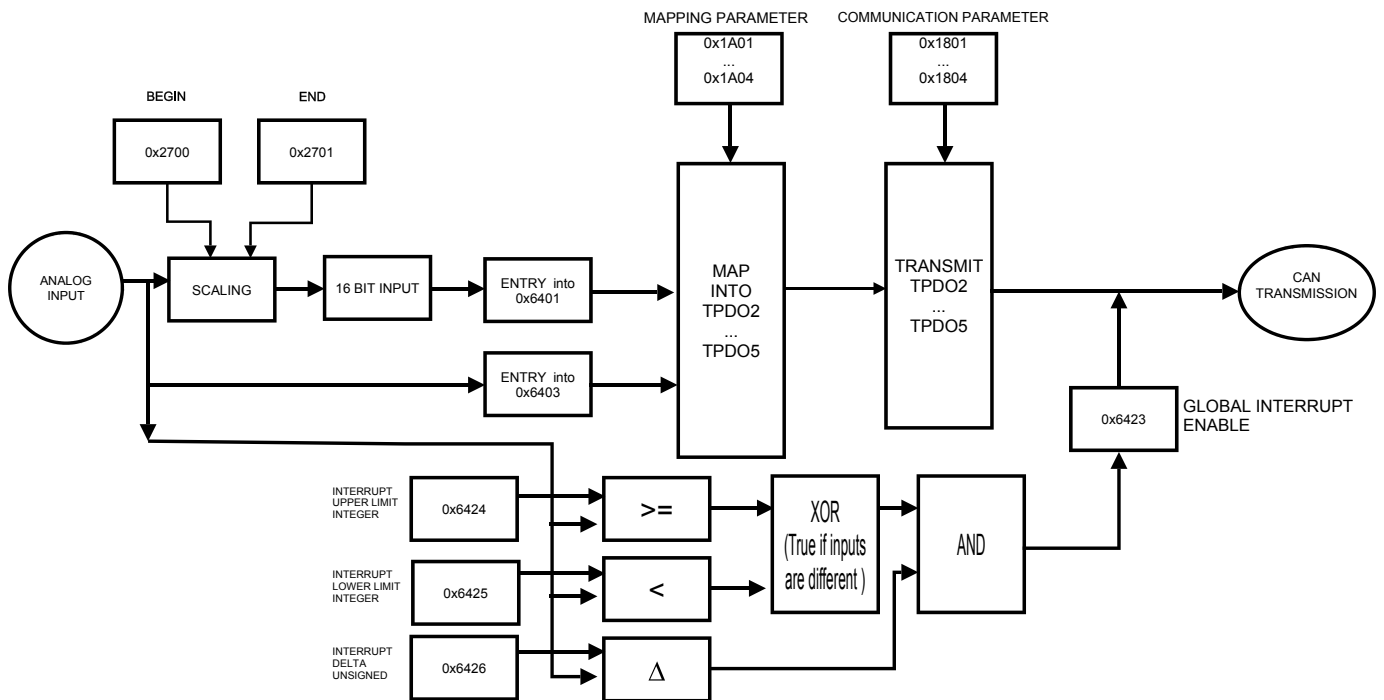 MAPPING PARAMETER
COMMUNICATION PARAMETER
0x1A01
...
0x1A04
0x1801
...
0x1804
BEGIN
END
0x2700
0x2701
ANALOG
INPUT
SCALING
16 BIT INPUT
ENTRY into
0x6401
ENTRY into
0x6403
MAP
INTO
TPDO2
...
TPDO5
TRANSMIT
TPDO2
...
TPDO5
CAN
TRANSMISSION
0x6423
GLOBAL INTERRUPT
ENABLE
INTERRUPT
UPPER LIMIT
INTEGER
0x6424
>=
XOR
(True if inputs
are different )
AND
INTERRUPT
LOWER LIMIT
INTEGER
0x6425
<
INTERRUPT
DELTA
UNSIGNED
0x6426
Δ